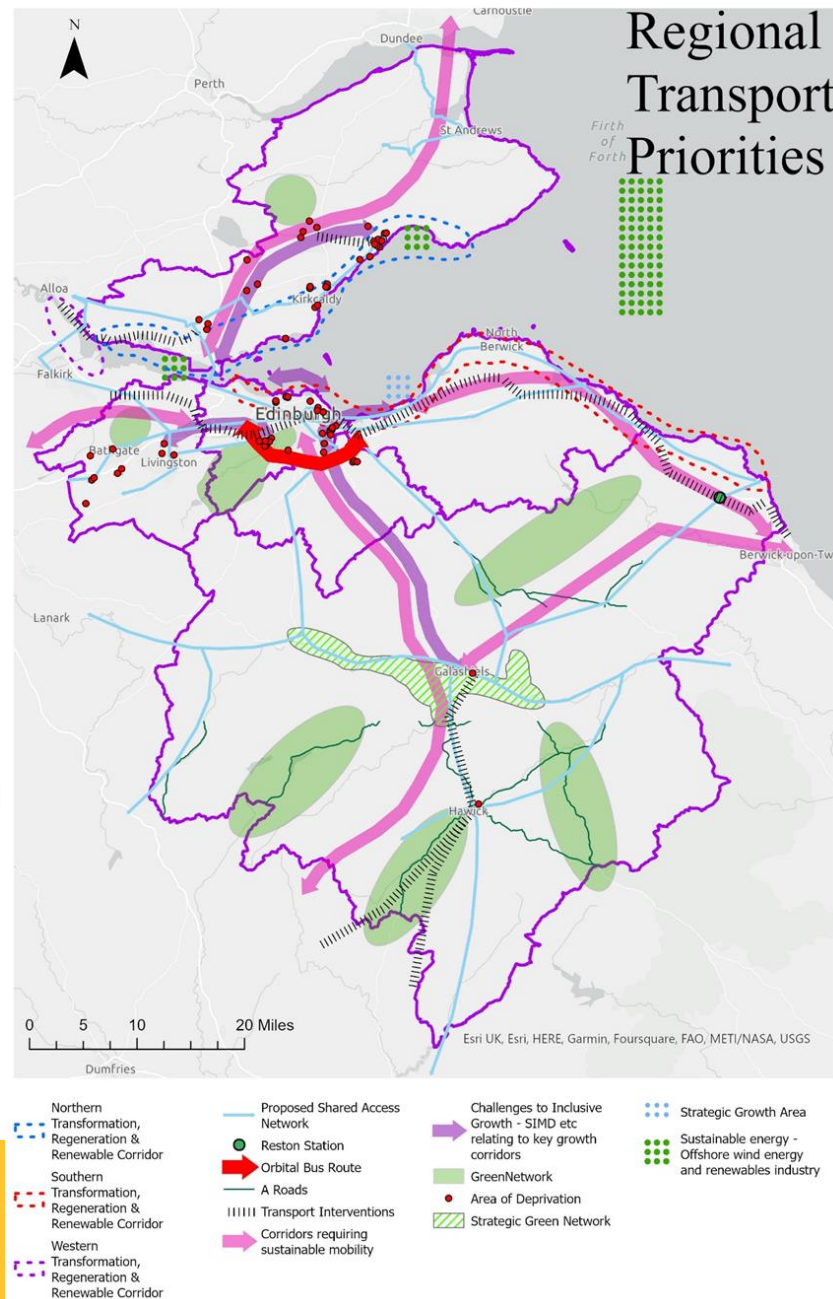 N
Carnoustie
Regional
Transport
Priorities
Dundee
Perth
St Andrews
Firth
of
Forth
Alloa
Kirkcaldy
North
Berwick
Falkirk
Edinburgh
Bathgate
Livingston
Berwick-upon-Tw
Lanark
Galashiels
Hawick
0 5 10 20 Miles
Esri UK, Esri, HERE, Garmin, Foursquare, FAO, METI/NASA, USGS
Dumfries
Northern
Transformation,
Regeneration &
Renewable Corridor
Southern
Transformation,
Regeneration &
Renewable Corridor
Western
Transformation,
Regeneration &
Renewable Corridor
Proposed Shared Access
Network
Reston Station
Orbital Bus Route
A Roads
Transport Interventions
Corridors requiring
sustainable mobility
Challenges to Inclusive
Growth - SIMD etc
relating to key growth
corridors
GreenNetwork
Area of Deprivation
Strategic Green Network
Strategic Growth Area
Sustainable energy -
Offshore wind energy
and renewables industry